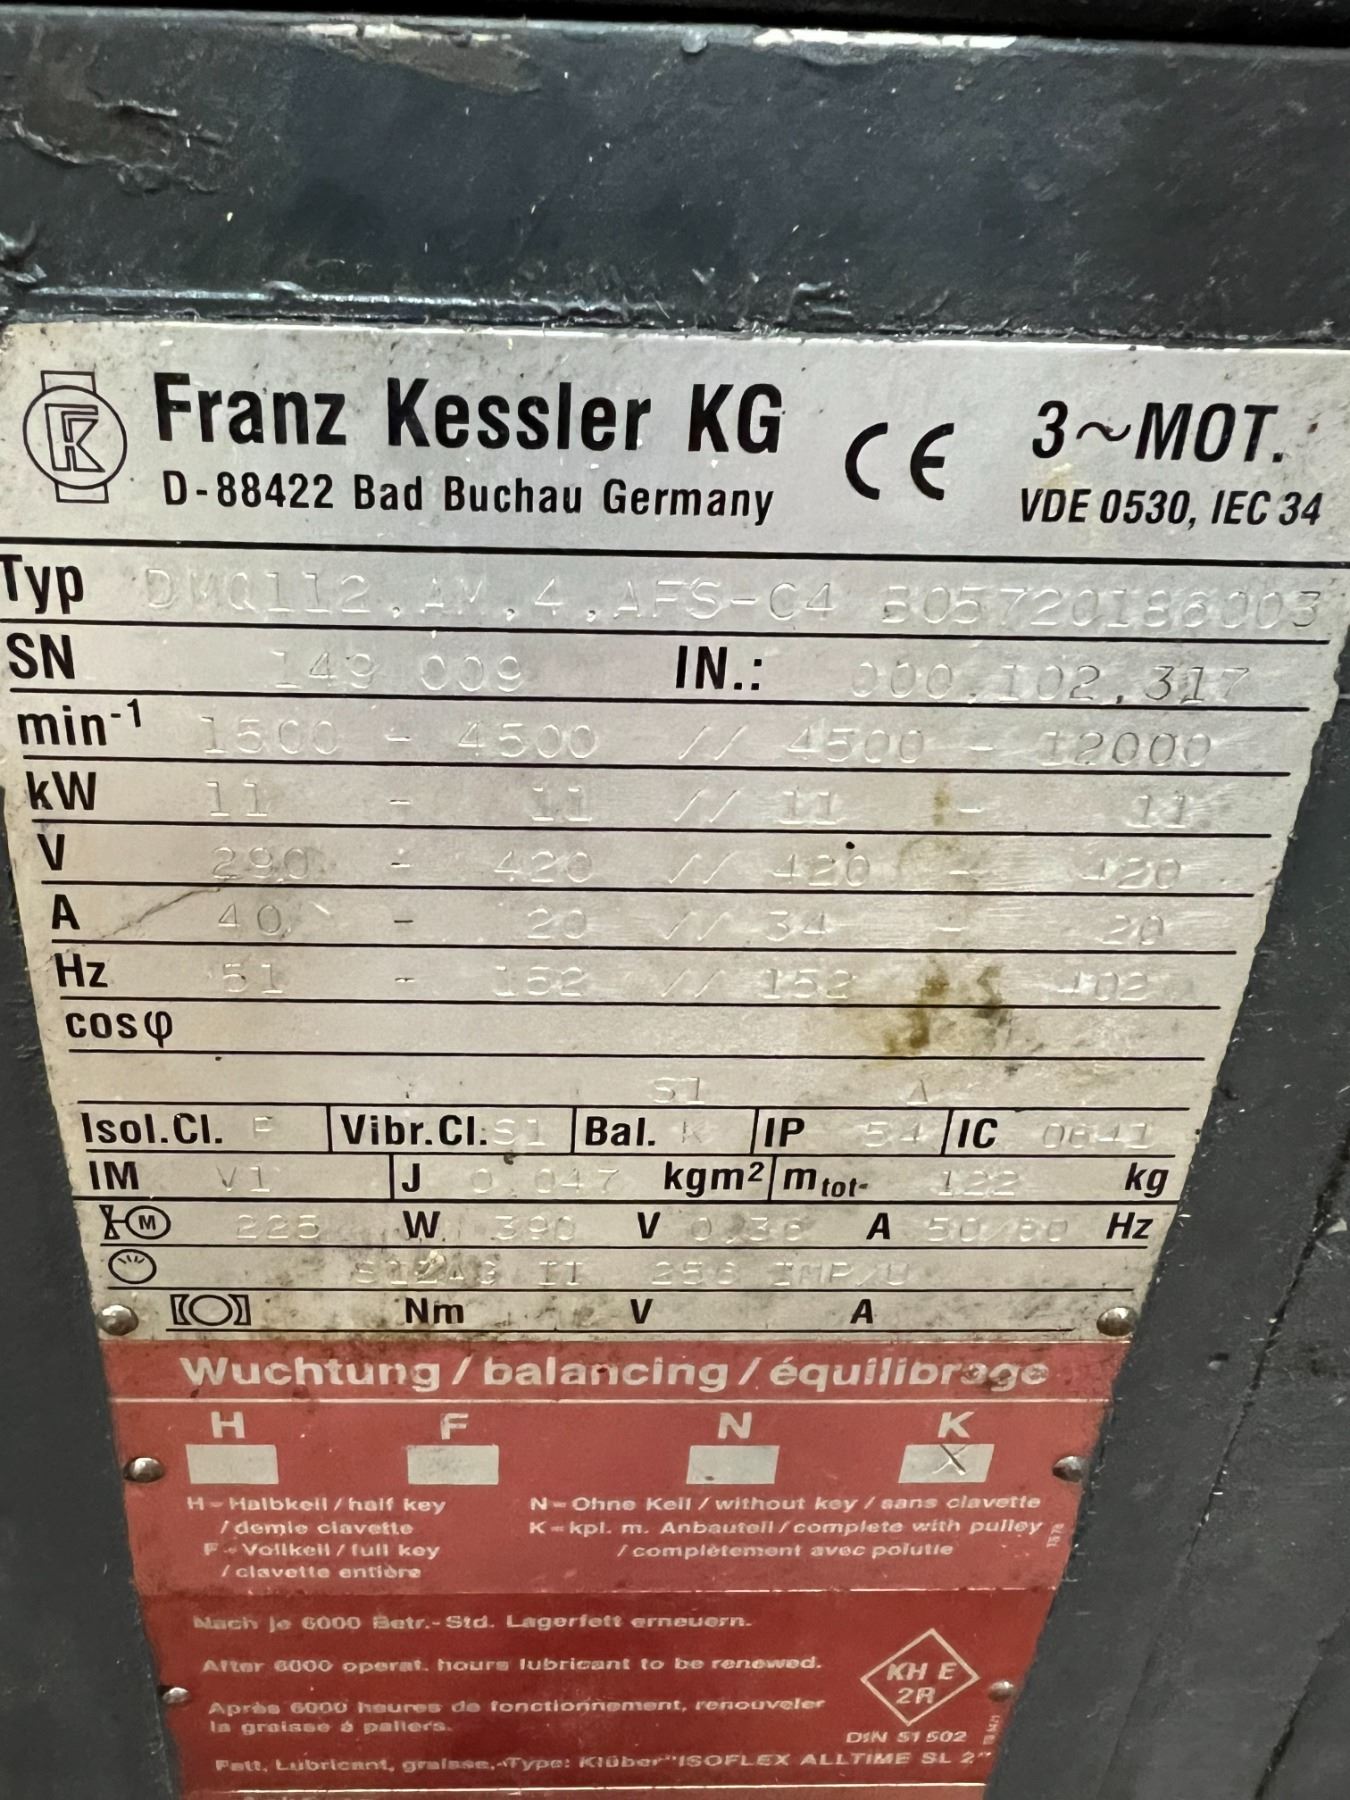 Franz Kessler KG
D-88422 Bad Buchau Germany
CE
3~MOT.
VDE 0530, IEC 34
Typ DMQ112.AM.4.AFS-C4
SN 149 009 IN.: 000.102.317
min-1 1500 - 4500 // 4500 - 12000
kW 11 - 11 // 11 - 11
V 290 - 420 // 420 - 420
A 40 - 20 // 34 - 20
Hz 51 - 152 // 152 - 402
cosφ
Y S1 Δ
Isol.Cl. F Vibr.Cl. S1 Bal. K IP 54 IC 0641
IM V1 J 0.047 kgm² mtot. 122 kg
M 225 W 390 V 0,36 A 50/60 Hz
II 256 IMP/U
Nm V A
Wuchtung / balancing / équilibrage
H F N K
X
H = Halbkeil / half key
/ demie clavette
F = Vollkeil / full key
/ clavette entière
N = Ohne Keil / without key / sans clavette
K = kpl. m. Anbauteil / complete with pulley
/ complètement avec polutie
Nach je 6000 Betr.-Std. Lagerfett erneuern.
After 6000 operat. hours lubricant to be renewed.
Après 6000 heures de fonctionnement, renouveler
la graisse à paliers.
KH E
2R
DIN 51 502
Fett, Lubricant, graisse,-Type: Klüber "ISOFLEX ALLTIME SL 2"